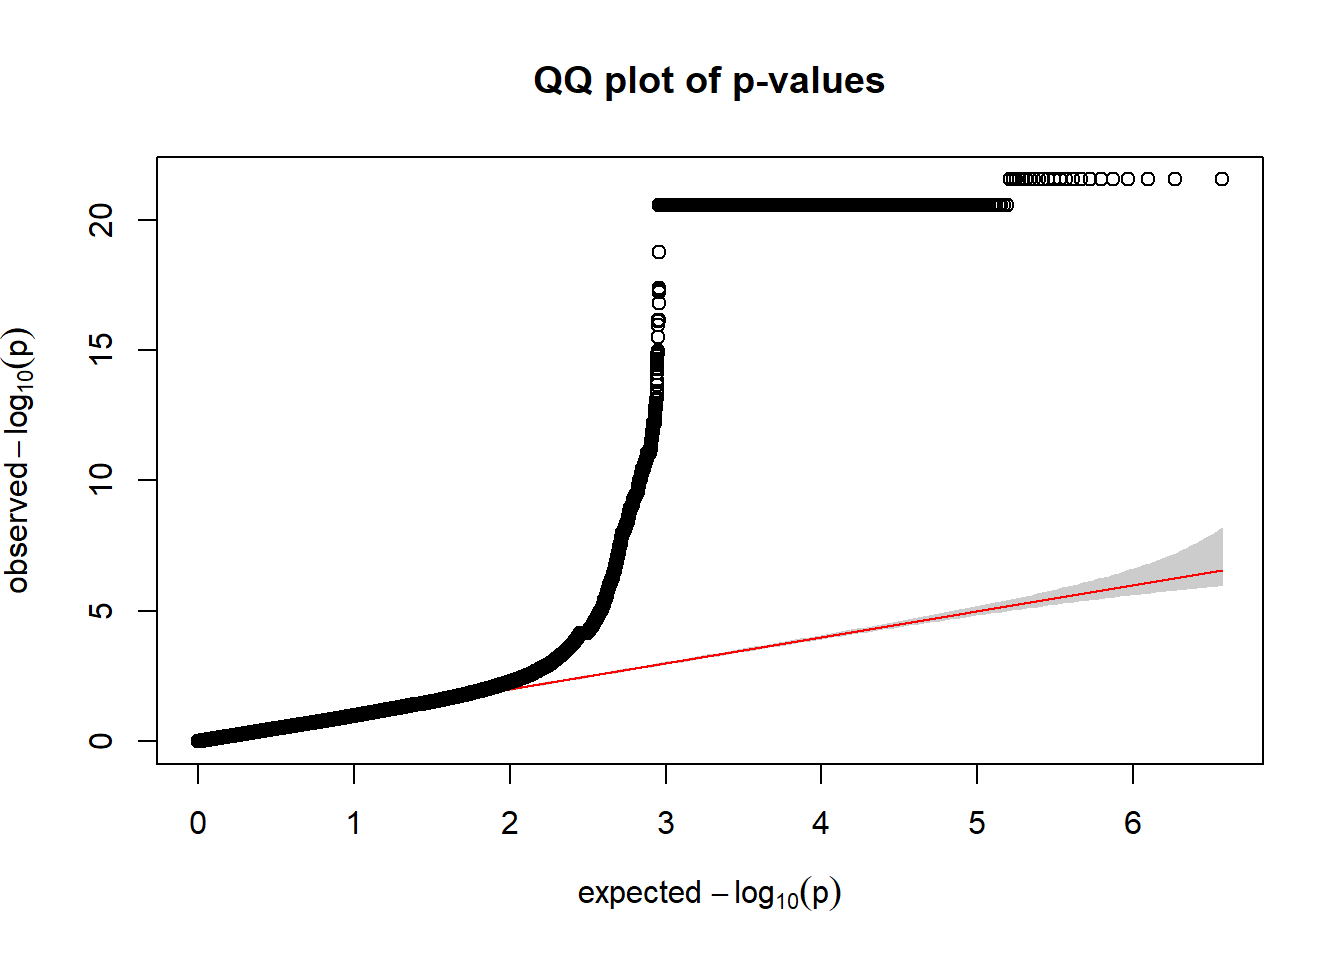 QQ plot of p-values
observed − log₁₀(p)
20
15
10
5
0
0 1 2 3 4 5 6
expected − log₁₀(p)